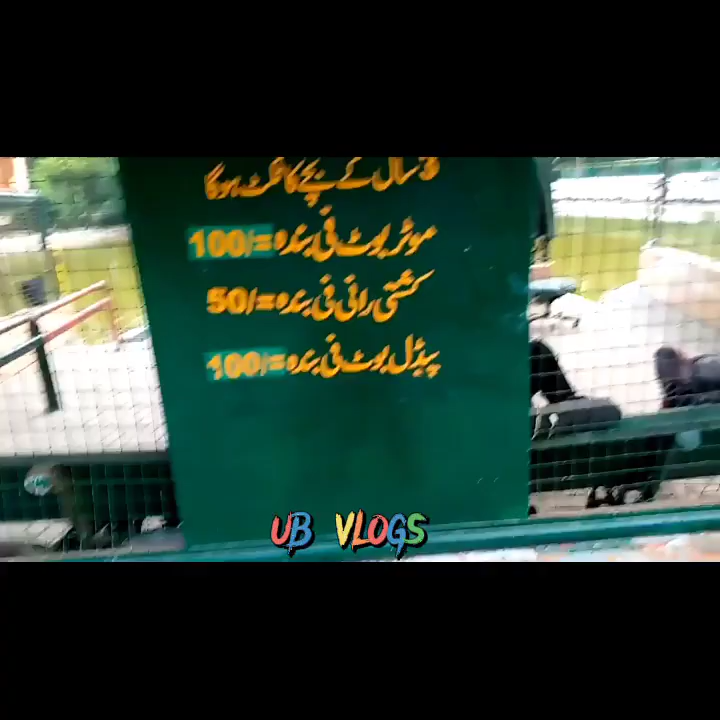 3 سال کے بچے کا ٹکٹ ہوگا
موٹر بوٹ فی بندہ =/100
کشتی رانی فی بندہ =/50
پیڈل بوٹ فی بندہ =/100
UB VLOGS